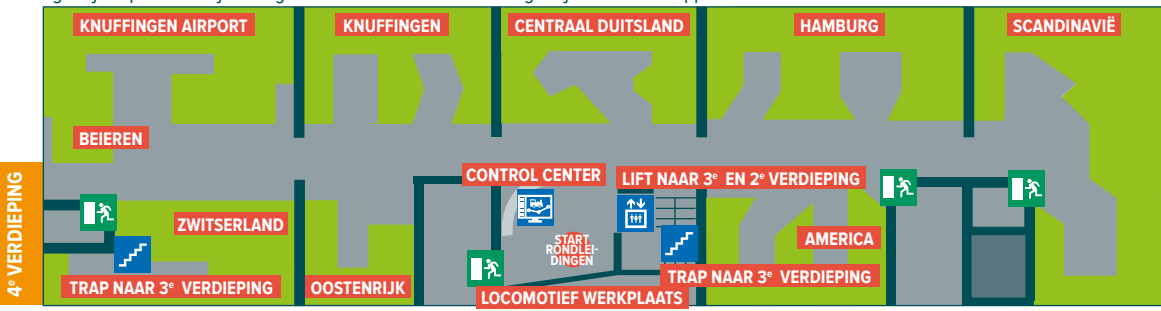 KNUFFINGEN AIRPORT
KNUFFINGEN
CENTRAAL DUITSLAND
HAMBURG
SCANDINAVIË
BEIEREN
4e VERDIEPING
CONTROL CENTER
LIFT NAAR 3e EN 2e VERDIEPING
ZWITSERLAND
START
RONDLEI-
DINGEN
AMERICA
TRAP NAAR 3e VERDIEPING
OOSTENRIJK
TRAP NAAR 3e VERDIEPING
LOCOMOTIEF WERKPLAATS